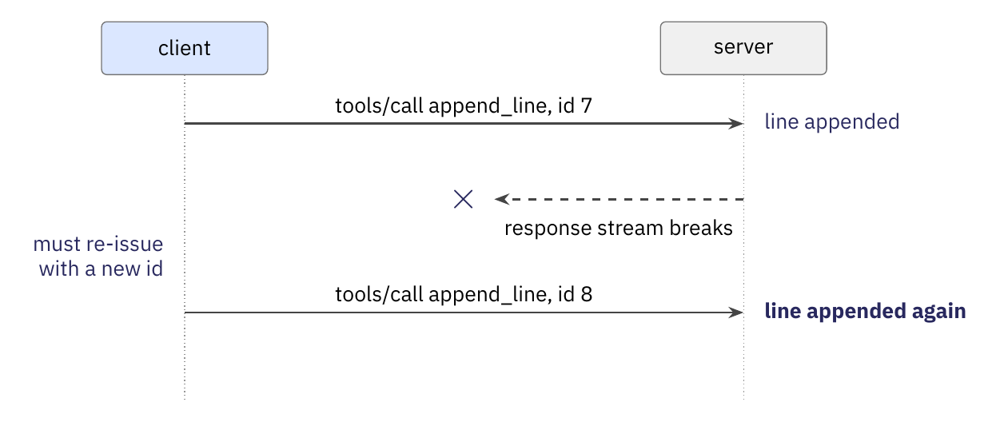 client
server
tools/call append_line, id 7
line appended
response stream breaks
must re-issue
with a new id
tools/call append_line, id 8
line appended again